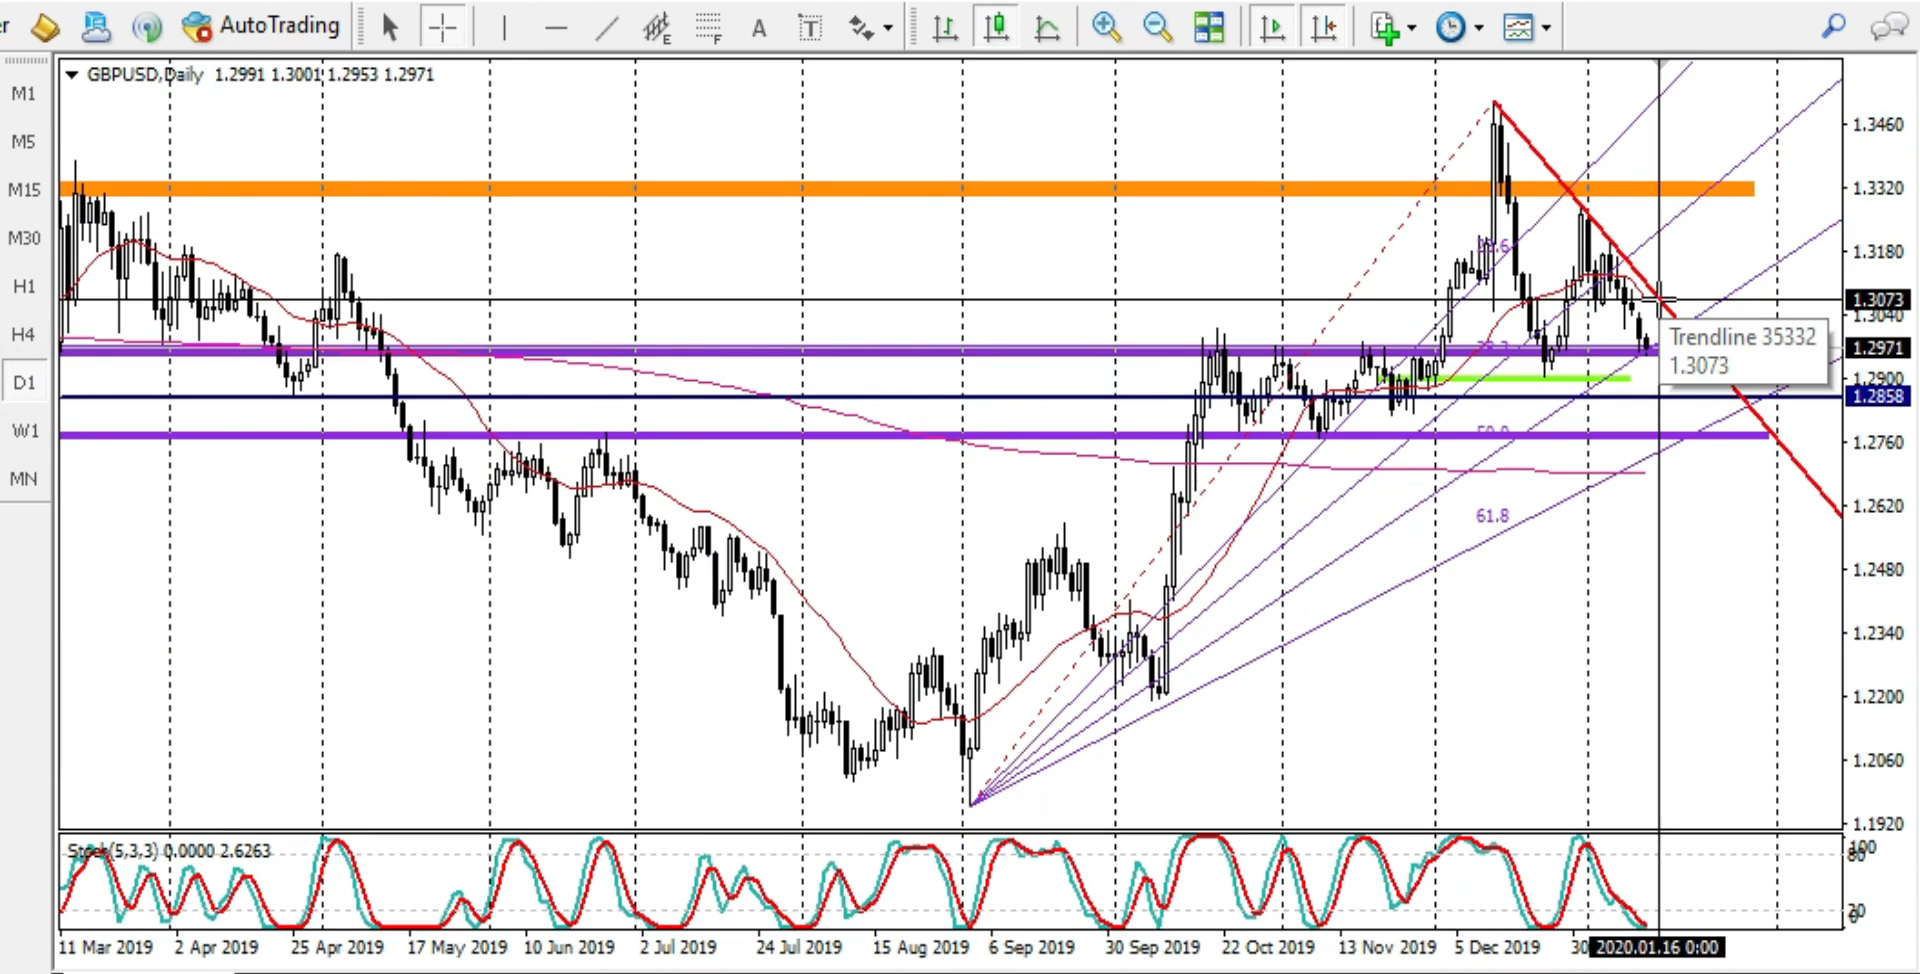 er AutoTrading E F A T
M1
M5
M15
M30
H1
H4
D1
W1
MN
GBPUSD,Daily 1.2991 1.3001 1.2953 1.2971
1.3460
1.3320
1.3180
1.3073
1.3040
1.2971
1.2900
1.2858
1.2760
1.2620
1.2480
1.2340
1.2200
1.2060
1.1920
Trendline 35332
1.3073
50.0
61.8
Stoch(5,3,3) 0.0000 2.6263
100
80
20
0
11 Mar 2019 2 Apr 2019 25 Apr 2019 17 May 2019 10 Jun 2019 2 Jul 2019 24 Jul 2019 15 Aug 2019 6 Sep 2019 30 Sep 2019 22 Oct 2019 13 Nov 2019 5 Dec 2019 30 2020.01.16 0:00